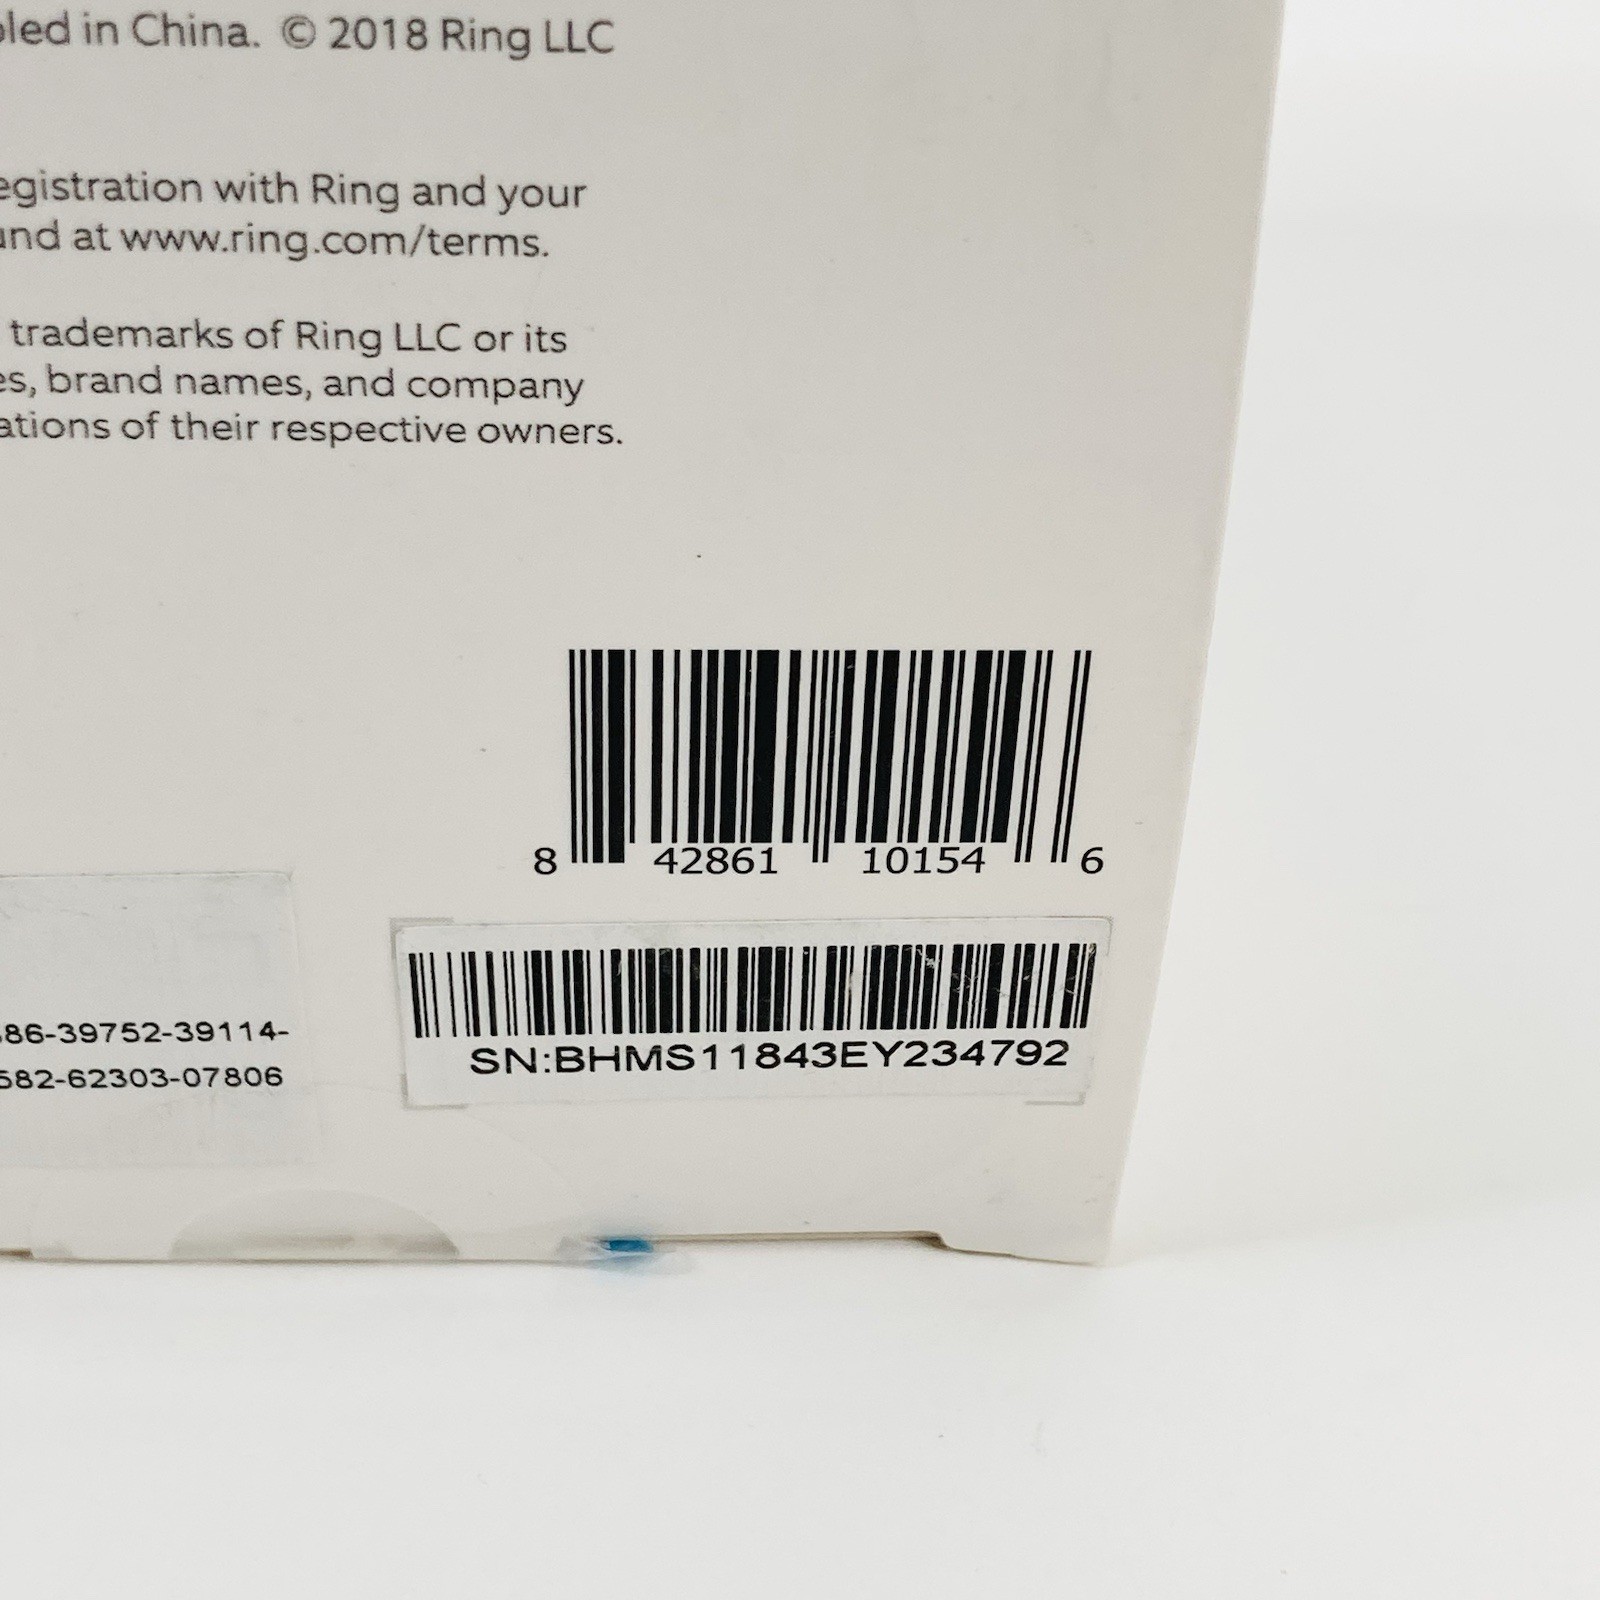 led in China. © 2018 Ring LLC
egistration with Ring and your
nd at www.ring.com/terms.
trademarks of Ring LLC or its
es, brand names, and company
ations of their respective owners.
8 42861 10154 6
86-39752-39114-
582-62303-07806
SN:BHMS11843EY234792